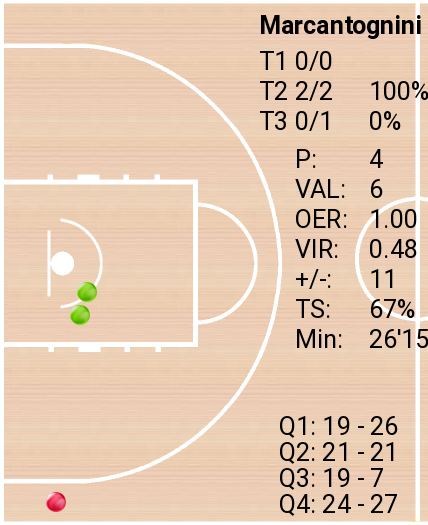 Marcantognini
T1 0/0
T2 2/2 100%
T3 0/1 0%
P: 4
VAL: 6
OER: 1.00
VIR: 0.48
+/-: 11
TS: 67%
Min: 26'15
Q1: 19 - 26
Q2: 21 - 21
Q3: 19 - 7
Q4: 24 - 27